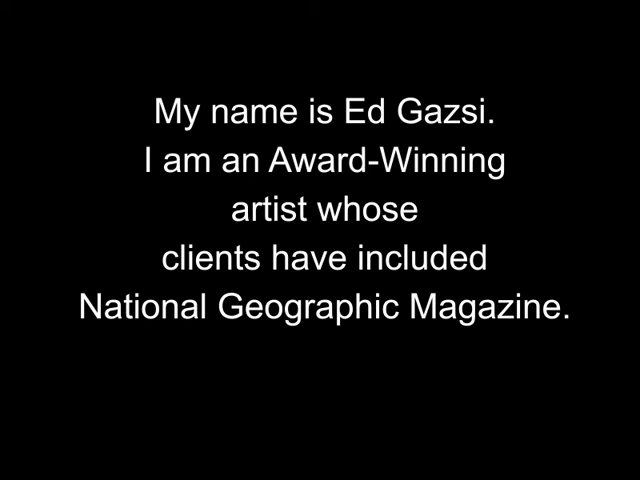 My name is Ed Gazsi.
I am an Award-Winning
artist whose
clients have included
National Geographic Magazine.